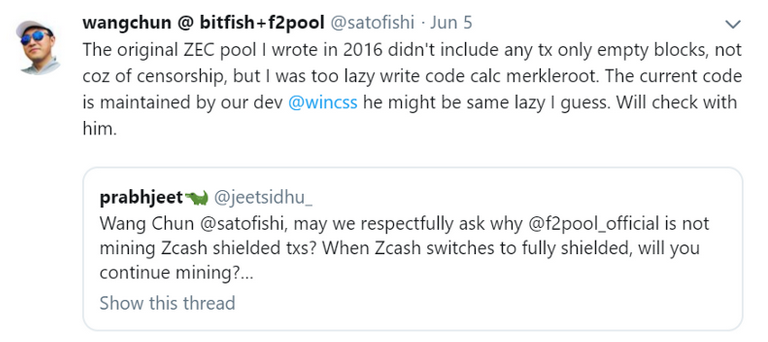 wangchun @ bitfish+f2pool @satofishi · Jun 5
The original ZEC pool I wrote in 2016 didn't include any tx only empty blocks, not
coz of censorship, but I was too lazy write code calc merkleroot. The current code
is maintained by our dev @wincss he might be same lazy I guess. Will check with
him.
prabhjeet🐊 @jeetsidhu_
Wang Chun @satofishi, may we respectfully ask why @f2pool_official is not
mining Zcash shielded txs? When Zcash switches to fully shielded, will you
continue mining?...
Show this thread